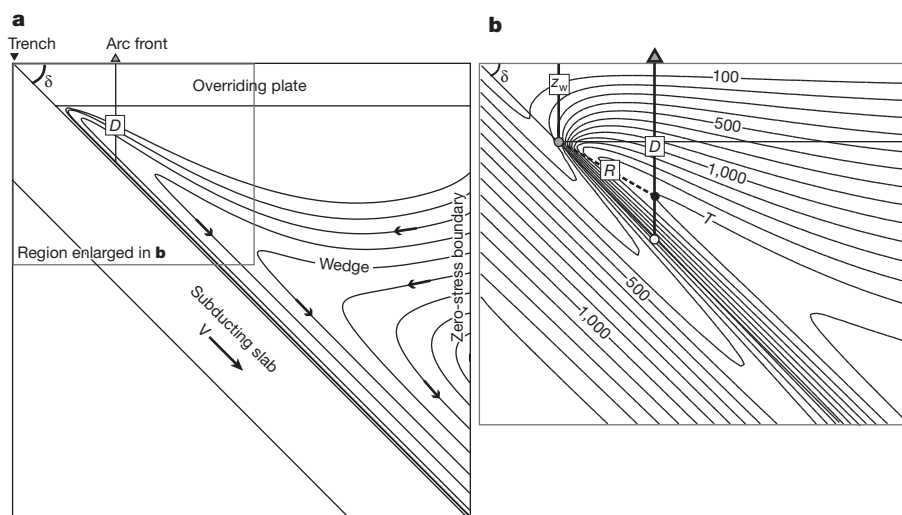 a
Trench
Arc front
δ
Overriding plate
D
Wedge
Region enlarged in b
Zero-stress boundary
Subducting slab
V
b
δ
z_w
100
500
D
R
1,000
T
500
1,000